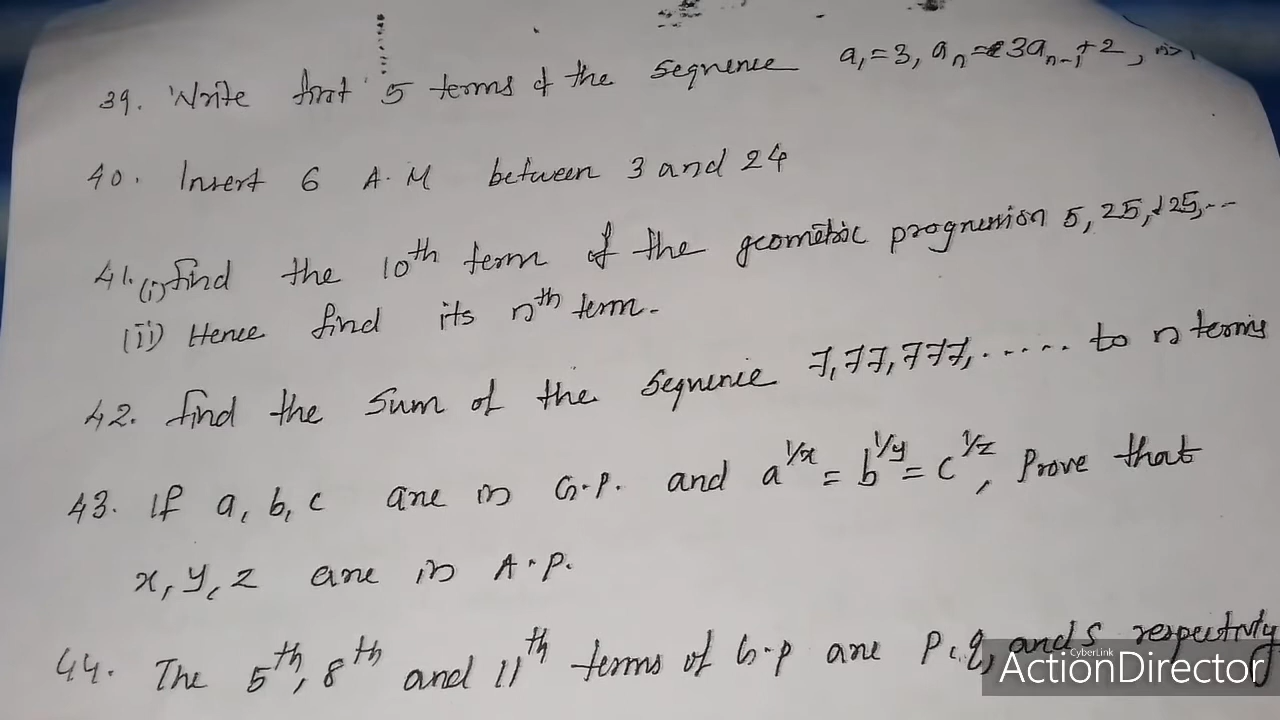 39. Write first 5 terms of the sequence a₁=3, aₙ=3aₙ₋₁+2, n>1
40. Insert 6 A.M between 3 and 24
41. (i) find the 10th term of the geometric progression 5, 25, 125, ...
(ii) Hence find its nth term.
42. find the sum of the sequence 7, 77, 777, ...... to n terms
43. If a, b, c are in G.P. and a^1/x = b^1/y = c^1/z, Prove that
x, y, z are in A.P.
44. The 5th, 8th and 11th terms of G.p are P, q, and s respectively
CyberLink
ActionDirector